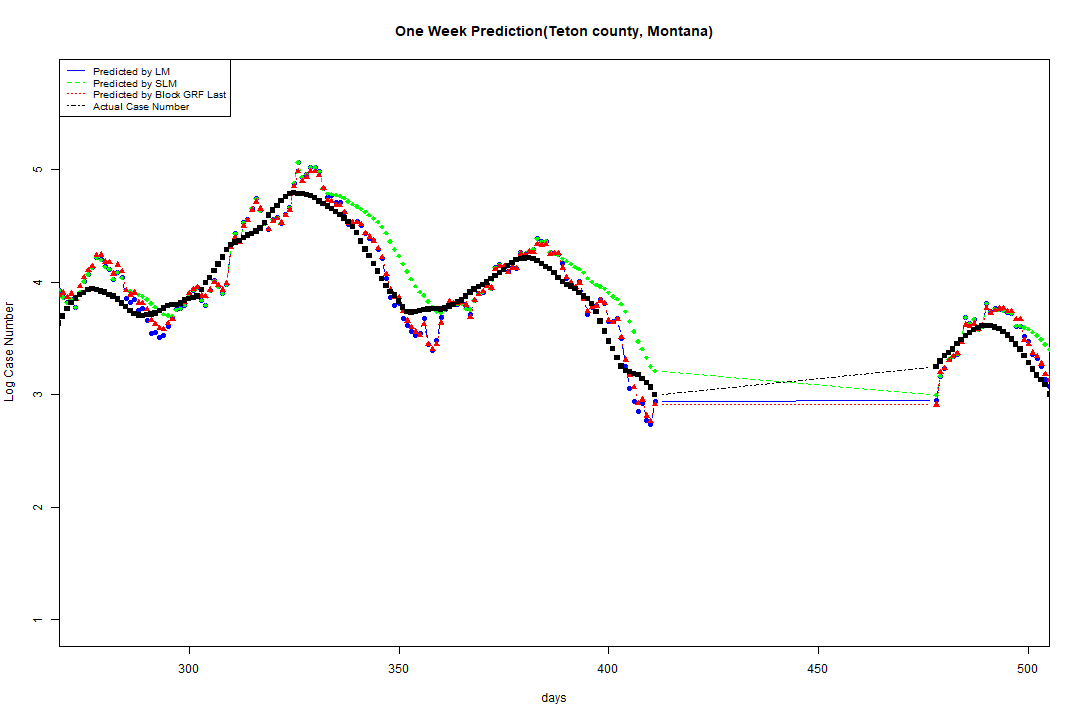 One Week Prediction(Teton county, Montana)
Predicted by LM
Predicted by SLM
Predicted by Block GRF Last
Actual Case Number
5
4
3
2
1
Log Case Number
300
350
400
450
500
days